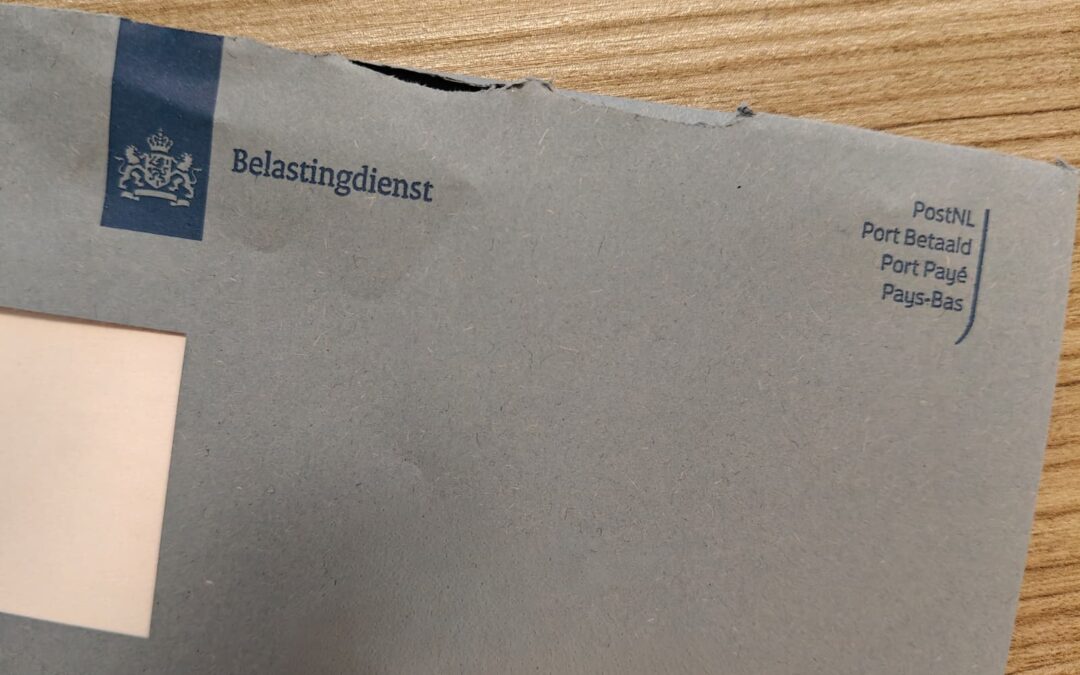 Belastingdienst
PostNL
Port Betaald
Port Payé
Pays-Bas